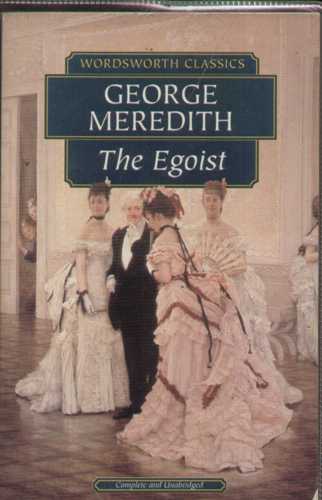 WORDSWORTH CLASSICS
GEORGE
MEREDITH
The Egoist
Complete and Unabridged